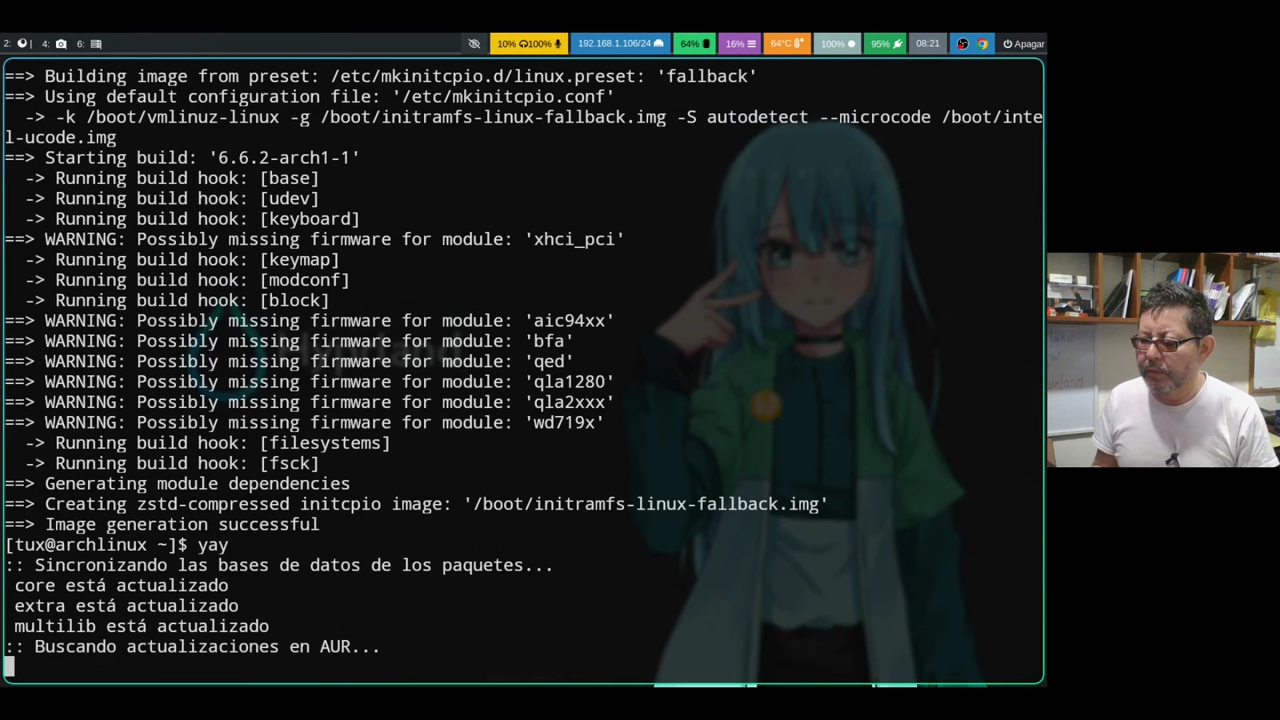 2: 4: 6: 10% 100% 192.168.1.106/24 64% 16% 64°C 100% 95% 08:21 Apagar
==> Building image from preset: /etc/mkinitcpio.d/linux.preset: 'fallback'
==> Using default configuration file: '/etc/mkinitcpio.conf'
  -> -k /boot/vmlinuz-linux -g /boot/initramfs-linux-fallback.img -S autodetect --microcode /boot/inte
l-ucode.img
==> Starting build: '6.6.2-arch1-1'
  -> Running build hook: [base]
  -> Running build hook: [udev]
  -> Running build hook: [keyboard]
==> WARNING: Possibly missing firmware for module: 'xhci_pci'
  -> Running build hook: [keymap]
  -> Running build hook: [modconf]
  -> Running build hook: [block]
==> WARNING: Possibly missing firmware for module: 'aic94xx'
==> WARNING: Possibly missing firmware for module: 'bfa'
==> WARNING: Possibly missing firmware for module: 'qed'
==> WARNING: Possibly missing firmware for module: 'qla1280'
==> WARNING: Possibly missing firmware for module: 'qla2xxx'
==> WARNING: Possibly missing firmware for module: 'wd719x'
  -> Running build hook: [filesystems]
  -> Running build hook: [fsck]
==> Generating module dependencies
==> Creating zstd-compressed initcpio image: '/boot/initramfs-linux-fallback.img'
==> Image generation successful
[tux@archlinux ~]$ yay
:: Sincronizando las bases de datos de los paquetes...
 core está actualizado
 extra está actualizado
 multilib está actualizado
:: Buscando actualizaciones en AUR...